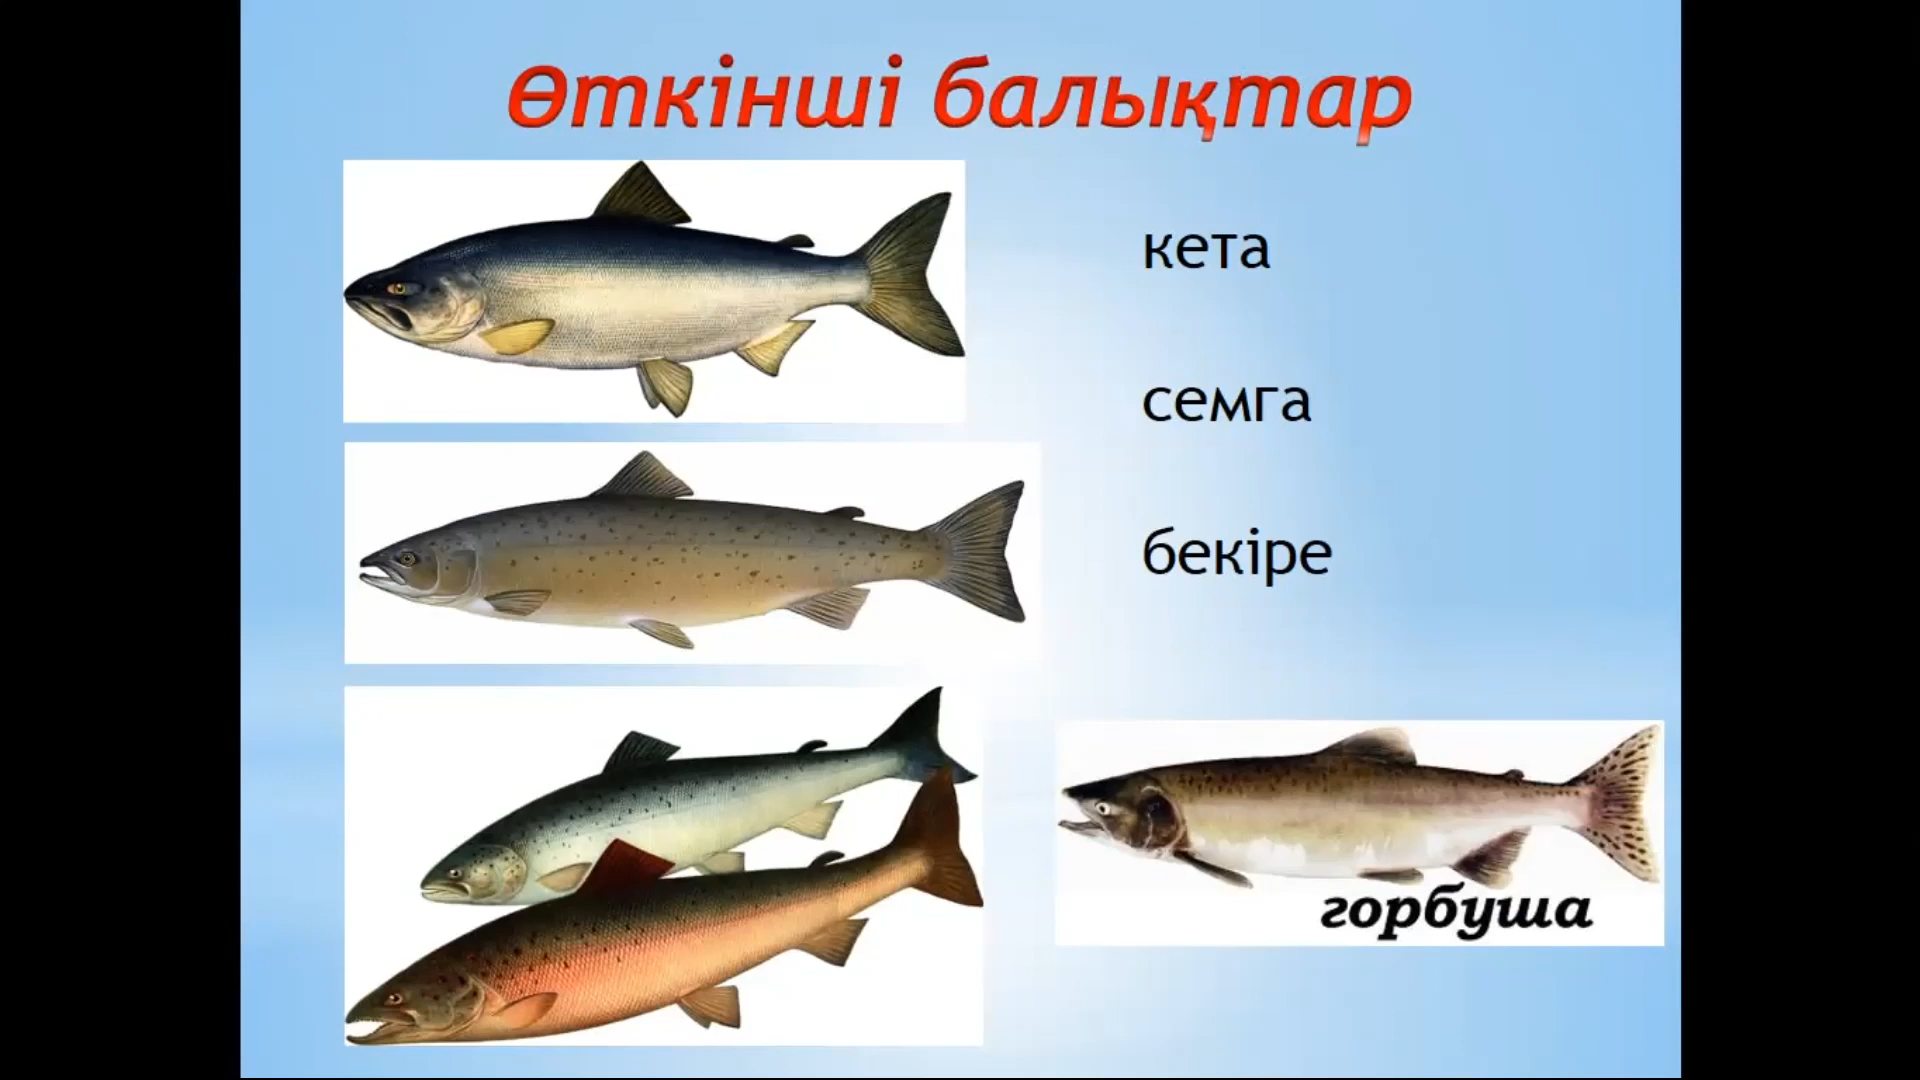 Өткінші балықтар
кета
семга
бекіре
горбуша